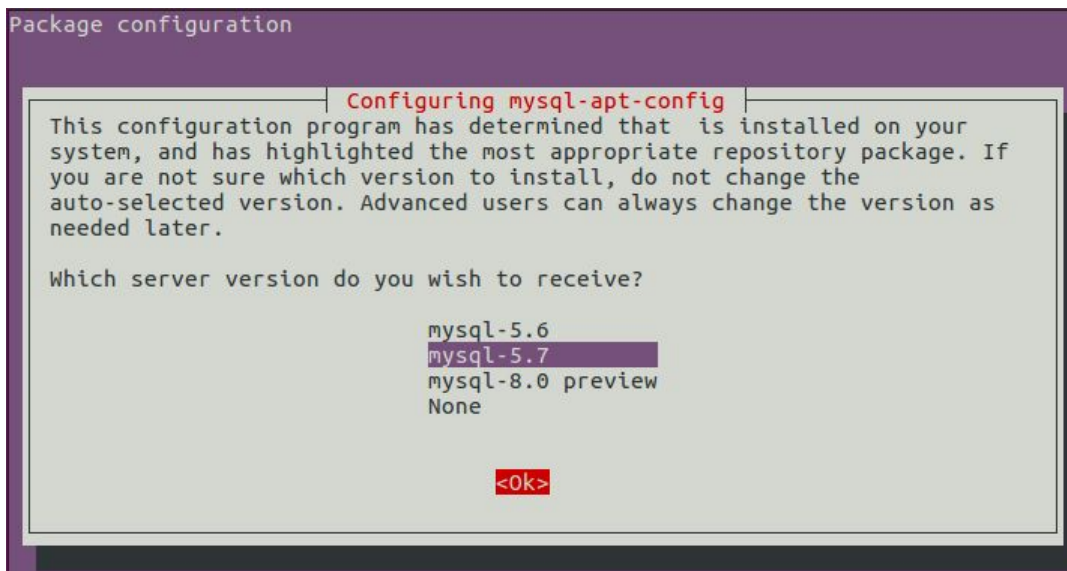 Package configuration
Configuring mysql-apt-config
This configuration program has determined that  is installed on your
system, and has highlighted the most appropriate repository package. If
you are not sure which version to install, do not change the
auto-selected version. Advanced users can always change the version as
needed later.
Which server version do you wish to receive?
mysql-5.6
mysql-5.7
mysql-8.0 preview
None
<Ok>